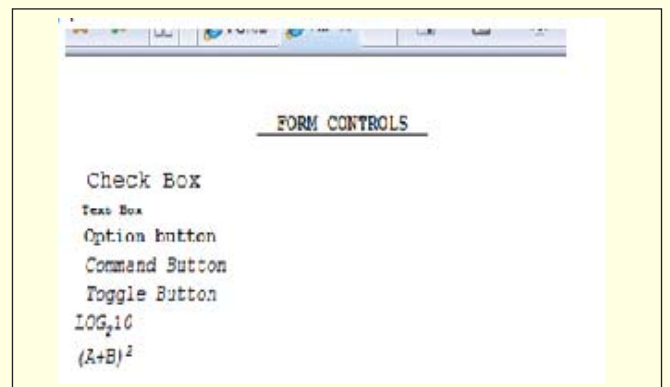 FORM CONTROLS
Check Box
Text Box
Option button
Command Button
Toggle Button
LOG₂10
(A+B)²